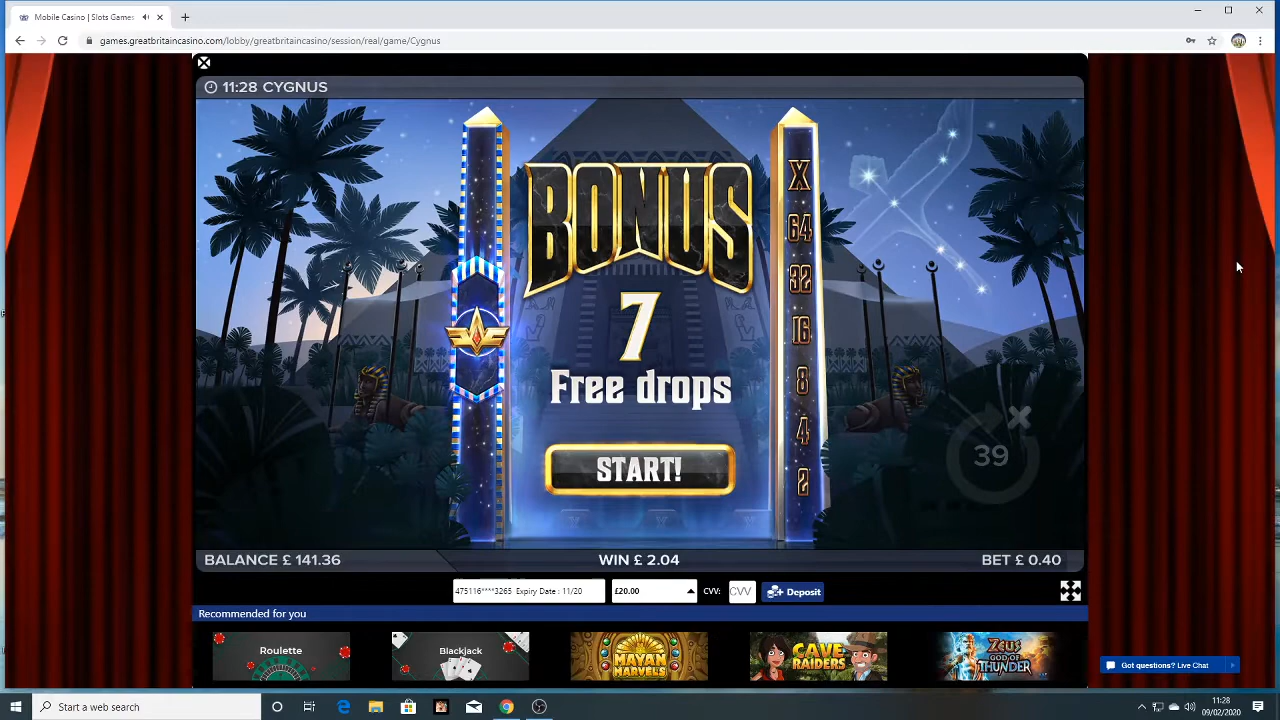 Mobile Casino | Slots Game
games.greatbritaincasino.com/lobby/greatbritaincasino/session/real/game/Cygnus
11:28 CYGNUS
BONUS
7
Free drops
START!
X
64
32
16
8
4
2
39
BALANCE £ 141.36
WIN £ 2.04
BET £ 0.40
475116****3265 Expiry Date : 11/20
£20.00
CVV:
CVV
Deposit
Recommended for you
Roulette
Blackjack
MAYAN MARVELS
CAVE RAIDERS
ZEUS GOD OF THUNDER
Got questions? Live Chat
Start a web search
11:28
09/02/2020